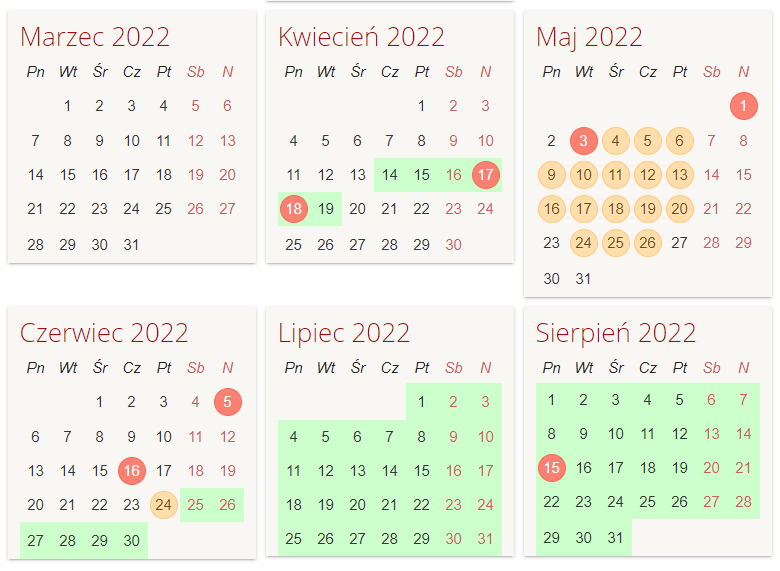 Marzec 2022
Pn Wt Śr Cz Pt Sb N
1 2 3 4 5 6
7 8 9 10 11 12 13
14 15 16 17 18 19 20
21 22 23 24 25 26 27
28 29 30 31
Kwiecień 2022
Pn Wt Śr Cz Pt Sb N
1 2 3
4 5 6 7 8 9 10
11 12 13 14 15 16 17
18 19 20 21 22 23 24
25 26 27 28 29 30
Maj 2022
Pn Wt Śr Cz Pt Sb N
1
2 3 4 5 6 7 8
9 10 11 12 13 14 15
16 17 18 19 20 21 22
23 24 25 26 27 28 29
30 31
Czerwiec 2022
Pn Wt Śr Cz Pt Sb N
1 2 3 4 5
6 7 8 9 10 11 12
13 14 15 16 17 18 19
20 21 22 23 24 25 26
27 28 29 30
Lipiec 2022
Pn Wt Śr Cz Pt Sb N
1 2 3
4 5 6 7 8 9 10
11 12 13 14 15 16 17
18 19 20 21 22 23 24
25 26 27 28 29 30 31
Sierpień 2022
Pn Wt Śr Cz Pt Sb N
1 2 3 4 5 6 7
8 9 10 11 12 13 14
15 16 17 18 19 20 21
22 23 24 25 26 27 28
29 30 31